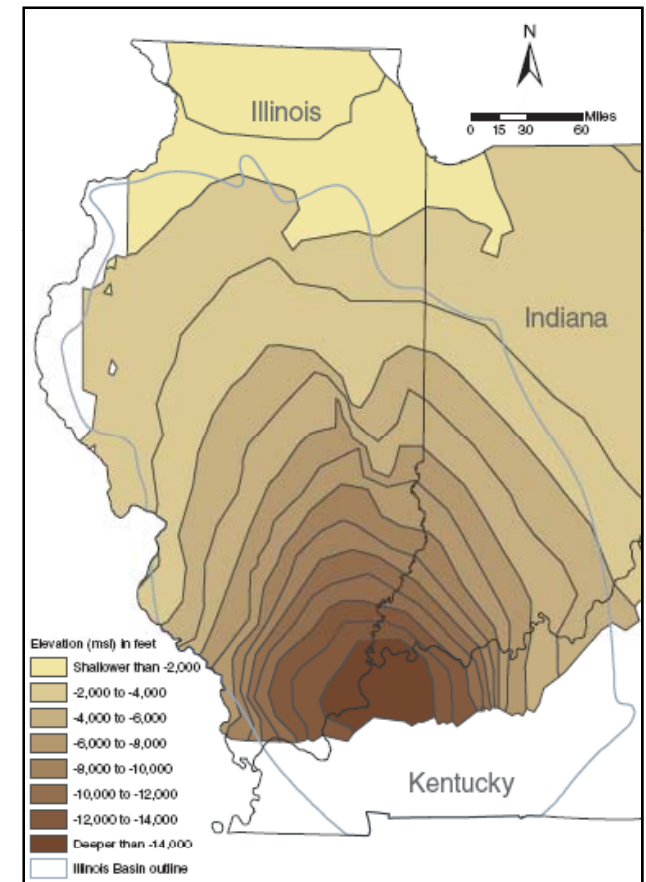 N
Illinois
Miles
0 15 30 60
Indiana
Elevation (msl) in feet
Shallower than -2,000
-2,000 to -4,000
-4,000 to -6,000
-6,000 to -8,000
-8,000 to -10,000
-10,000 to -12,000
-12,000 to -14,000
Deeper than -14,000
Illinois Basin outline
Kentucky